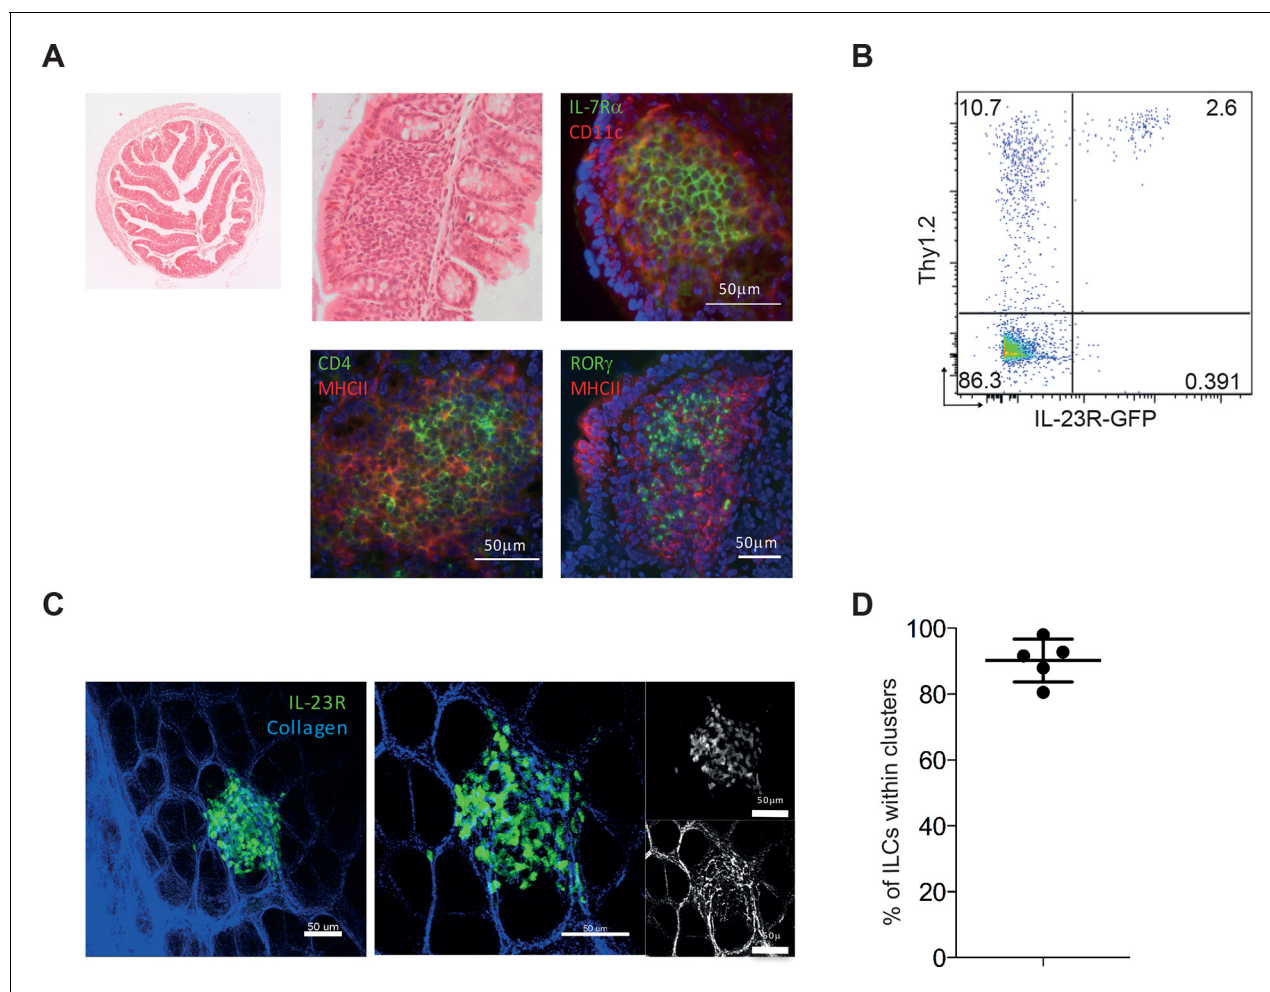 A
IL-7Rα
CD11c
50μm
CD4
MHCII
50μm
RORγ
MHCII
50μm
B
10.7
2.6
86.3
0.391
Thy1.2
IL-23R-GFP
C
IL-23R
Collagen
50 um
50 um
50μm
50μ
D
100
80
60
40
20
0
% of ILCs within clusters